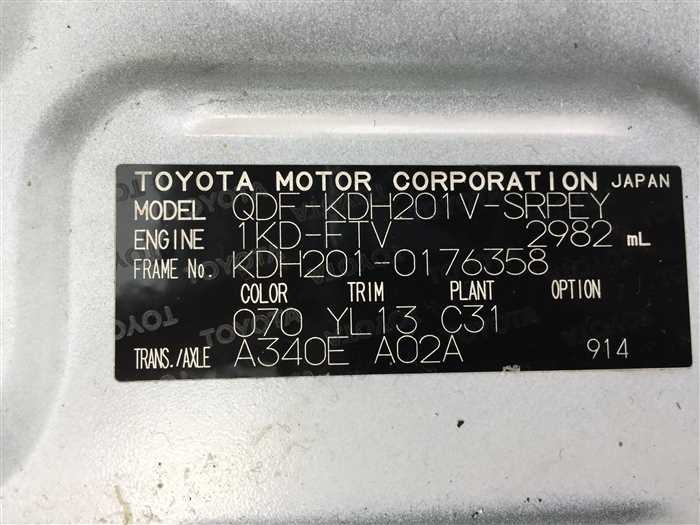 TOYOTA MOTOR CORPORATION JAPAN
MODEL QDF-KDH201V-SRPEY
ENGINE 1KD-FTV 2982 mL
FRAME No. KDH201-0176358
COLOR TRIM PLANT OPTION
070 YL13 C31
TRANS./AXLE A340E A02A 914